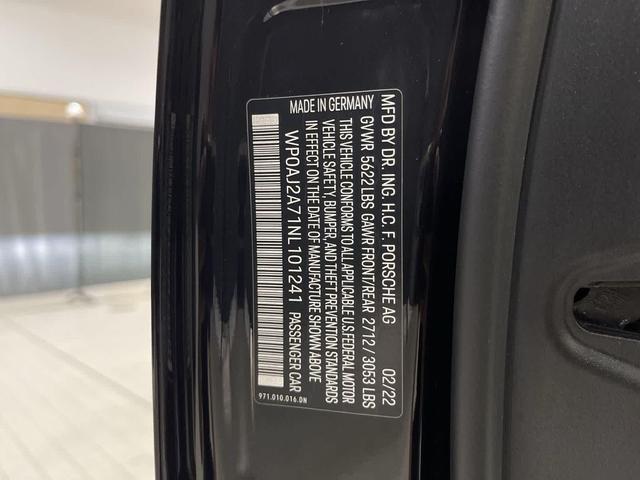 MFD BY DR. ING. H.C. F. PORSCHE AG 02/22
GVWR 5622 LBS GAWR FRONT/REAR 2712 / 3053 LBS
THIS VEHICLE CONFORMS TO ALL APPLICABLE U.S. FEDERAL MOTOR
VEHICLE SAFETY, BUMPER, AND THEFT PREVENTION STANDARDS
IN EFFECT ON THE DATE OF MANUFACTURE SHOWN ABOVE
WP0AJ2A71NL101241 PASSENGER CAR
MADE IN GERMANY
971.010.016.DN